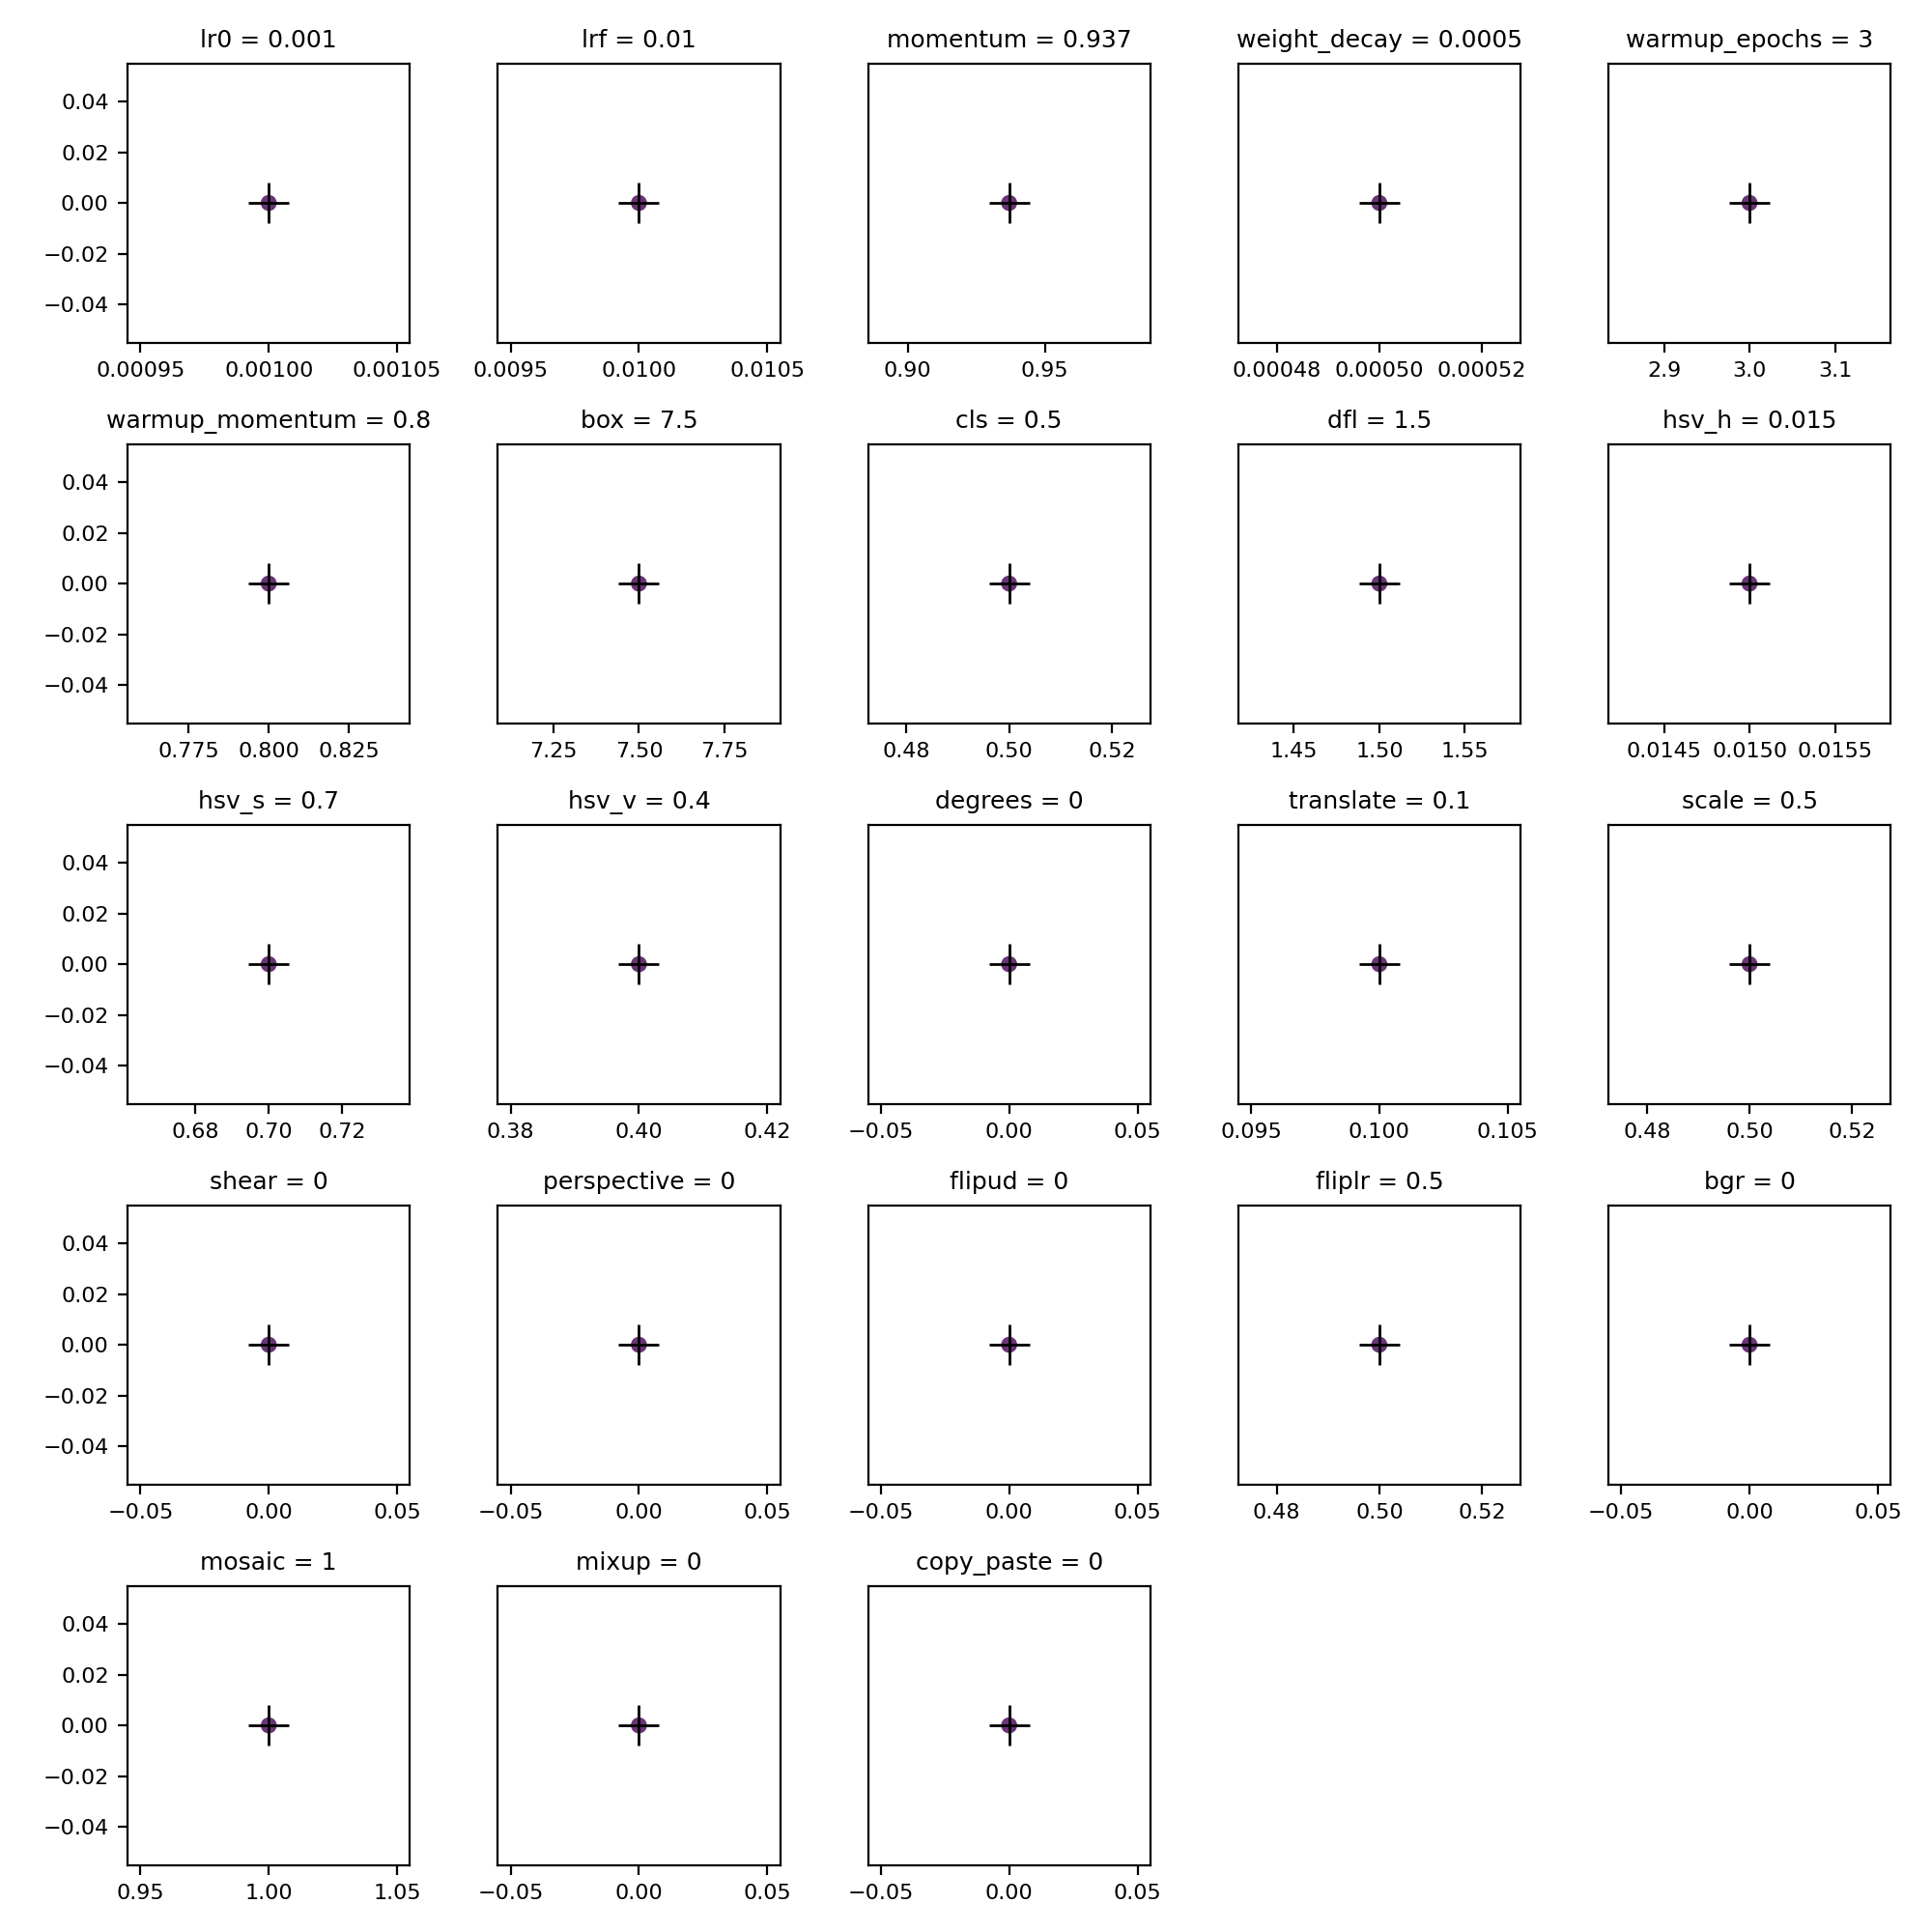 lr0 = 0.001 lrf = 0.01 momentum = 0.937 weight_decay = 0.0005 warmup_epochs = 3
0.04
0.02
0.00
−0.02
−0.04
0.00095 0.00100 0.00105 0.0095 0.0100 0.0105 0.90 0.95 0.00048 0.00050 0.00052 2.9 3.0 3.1
warmup_momentum = 0.8 box = 7.5 cls = 0.5 dfl = 1.5 hsv_h = 0.015
0.04
0.02
0.00
−0.02
−0.04
0.775 0.800 0.825 7.25 7.50 7.75 0.48 0.50 0.52 1.45 1.50 1.55 0.0145 0.0150 0.0155
hsv_s = 0.7 hsv_v = 0.4 degrees = 0 translate = 0.1 scale = 0.5
0.04
0.02
0.00
−0.02
−0.04
0.68 0.70 0.72 0.38 0.40 0.42 −0.05 0.00 0.05 0.095 0.100 0.105 0.48 0.50 0.52
shear = 0 perspective = 0 flipud = 0 fliplr = 0.5 bgr = 0
0.04
0.02
0.00
−0.02
−0.04
−0.05 0.00 0.05 −0.05 0.00 0.05 −0.05 0.00 0.05 0.48 0.50 0.52 −0.05 0.00 0.05
mosaic = 1 mixup = 0 copy_paste = 0
0.04
0.02
0.00
−0.02
−0.04
0.95 1.00 1.05 −0.05 0.00 0.05 −0.05 0.00 0.05